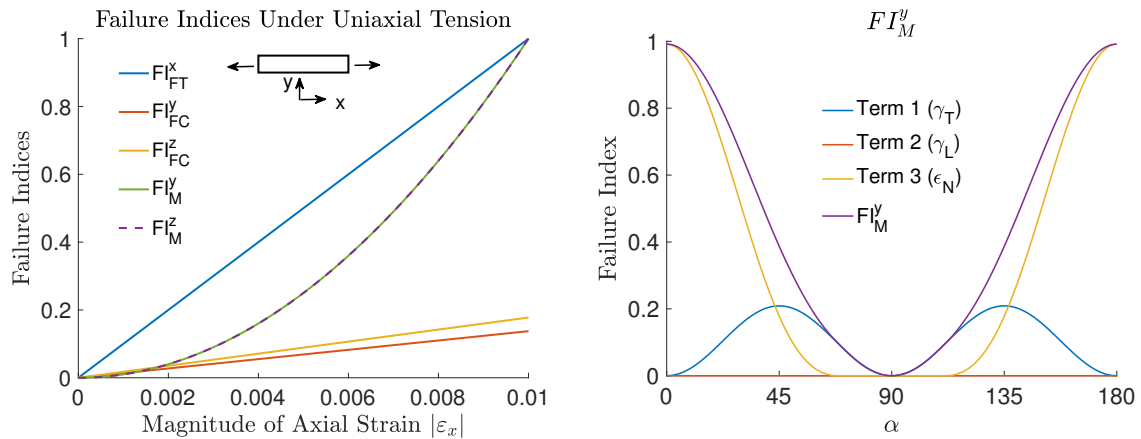 Failure Indices Under Uniaxial Tension
Failure Indices
1
0.8
0.6
0.4
0.2
0
FI^x_FT
FI^y_FC
FI^z_FC
FI^y_M
FI^z_M
y
x
0 0.002 0.004 0.006 0.008 0.01
Magnitude of Axial Strain |ε_x|
FI^y_M
Failure Index
1
0.8
0.6
0.4
0.2
0
Term 1 (γ_T)
Term 2 (γ_L)
Term 3 (ϵ_N)
FI^y_M
0 45 90 135 180
α